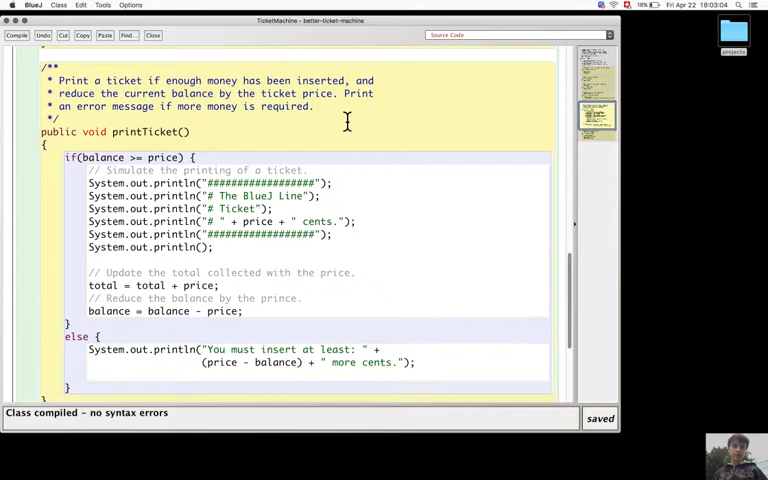 BlueJ Class Edit Tools Options 18% Fri Apr 22 18:03:04
TicketMachine - better-ticket-machine
Compile Undo Cut Copy Paste Find... Close Source Code
projects
/**
* Print a ticket if enough money has been inserted, and
* reduce the current balance by the ticket price. Print
* an error message if more money is required.
*/
public void printTicket()
{
if(balance >= price) {
// Simulate the printing of a ticket.
System.out.println("##################");
System.out.println("# The BlueJ Line");
System.out.println("# Ticket");
System.out.println("# " + price + " cents.");
System.out.println("##################");
System.out.println();
// Update the total collected with the price.
total = total + price;
// Reduce the balance by the prince.
balance = balance - price;
}
else {
System.out.println("You must insert at least: " +
(price - balance) + " more cents.");
}
}
Class compiled - no syntax errors
saved